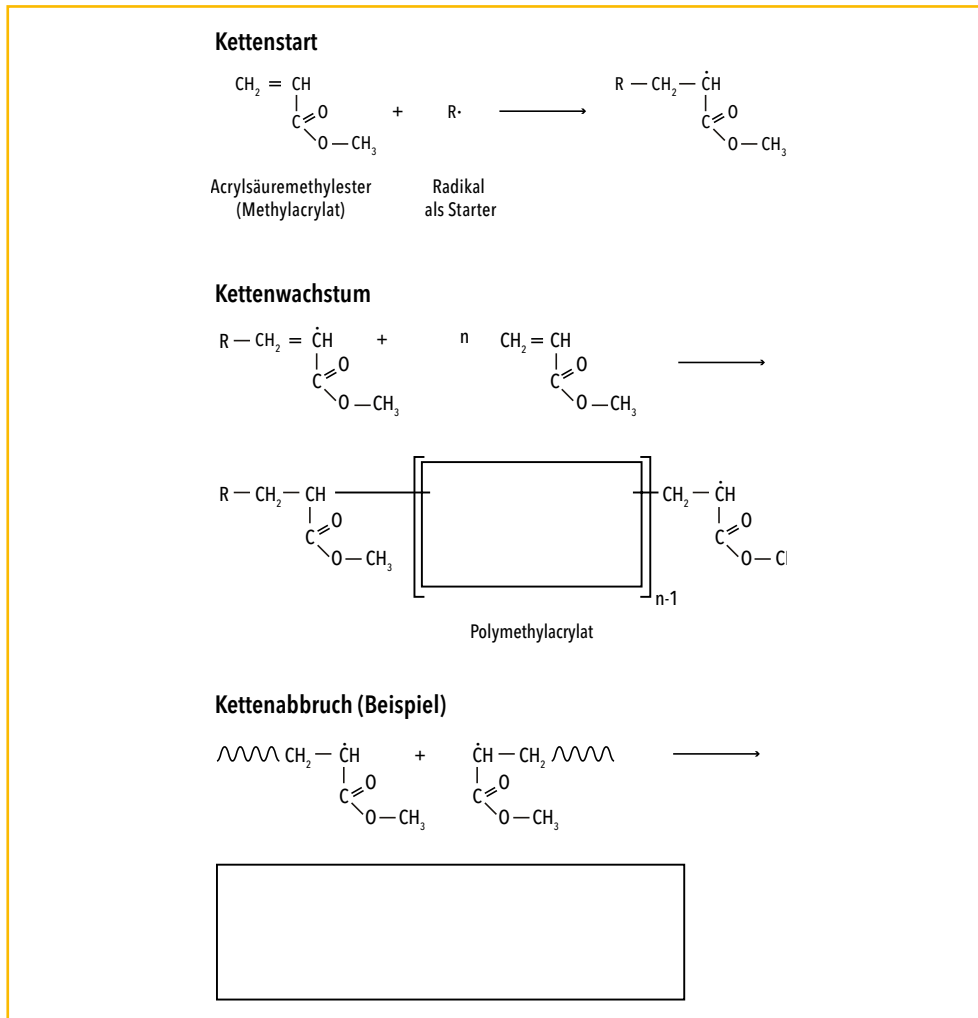 Kettenstart
CH₂ = CH
C
O
O — CH₃
+
R·
R — CH₂ — ĊH
C
O
O — CH₃
Acrylsäuremethylester
(Methylacrylat)
Radikal
als Starter
Kettenwachstum
R — CH₂ = ĊH
C
O
O — CH₃
+
n
CH₂ = CH
C
O
O — CH₃
R — CH₂ — CH
C
O
O — CH₃
n-1
CH₂ — ĊH
C
O
O — C
Polymethylacrylat
Kettenabbruch (Beispiel)
CH₂ — ĊH
C
O
O — CH₃
+
ĊH — CH₂
C
O
O — CH₃